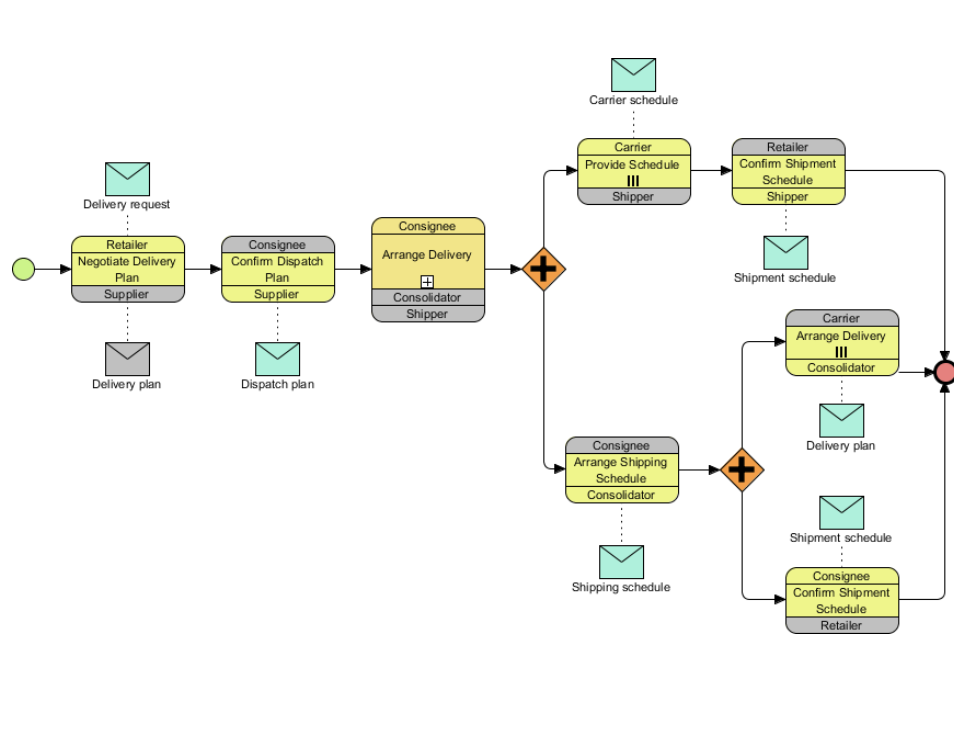 Carrier schedule
Carrier
Provide Schedule
Shipper
Retailer
Confirm Shipment
Schedule
Shipper
Shipment schedule
Delivery request
Retailer
Negotiate Delivery
Plan
Supplier
Delivery plan
Consignee
Confirm Dispatch
Plan
Supplier
Dispatch plan
Consignee
Arrange Delivery
Consolidator
Shipper
Carrier
Arrange Delivery
Consolidator
Delivery plan
Consignee
Arrange Shipping
Schedule
Consolidator
Shipping schedule
Shipment schedule
Consignee
Confirm Shipment
Schedule
Retailer